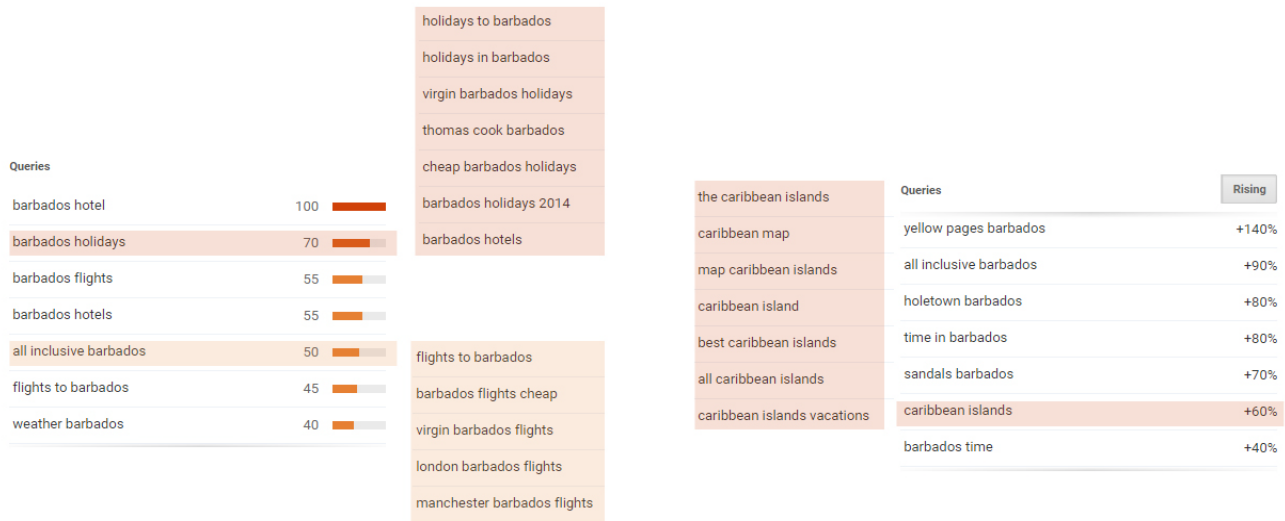 Queries
barbados hotel 100
barbados holidays 70
barbados flights 55
barbados hotels 55
all inclusive barbados 50
flights to barbados 45
weather barbados 40
holidays to barbados
holidays in barbados
virgin barbados holidays
thomas cook barbados
cheap barbados holidays
barbados holidays 2014
barbados hotels
flights to barbados
barbados flights cheap
virgin barbados flights
london barbados flights
manchester barbados flights
the caribbean islands
caribbean map
map caribbean islands
caribbean island
best caribbean islands
all caribbean islands
caribbean islands vacations
Queries Rising
yellow pages barbados +140%
all inclusive barbados +90%
holetown barbados +80%
time in barbados +80%
sandals barbados +70%
caribbean islands +60%
barbados time +40%